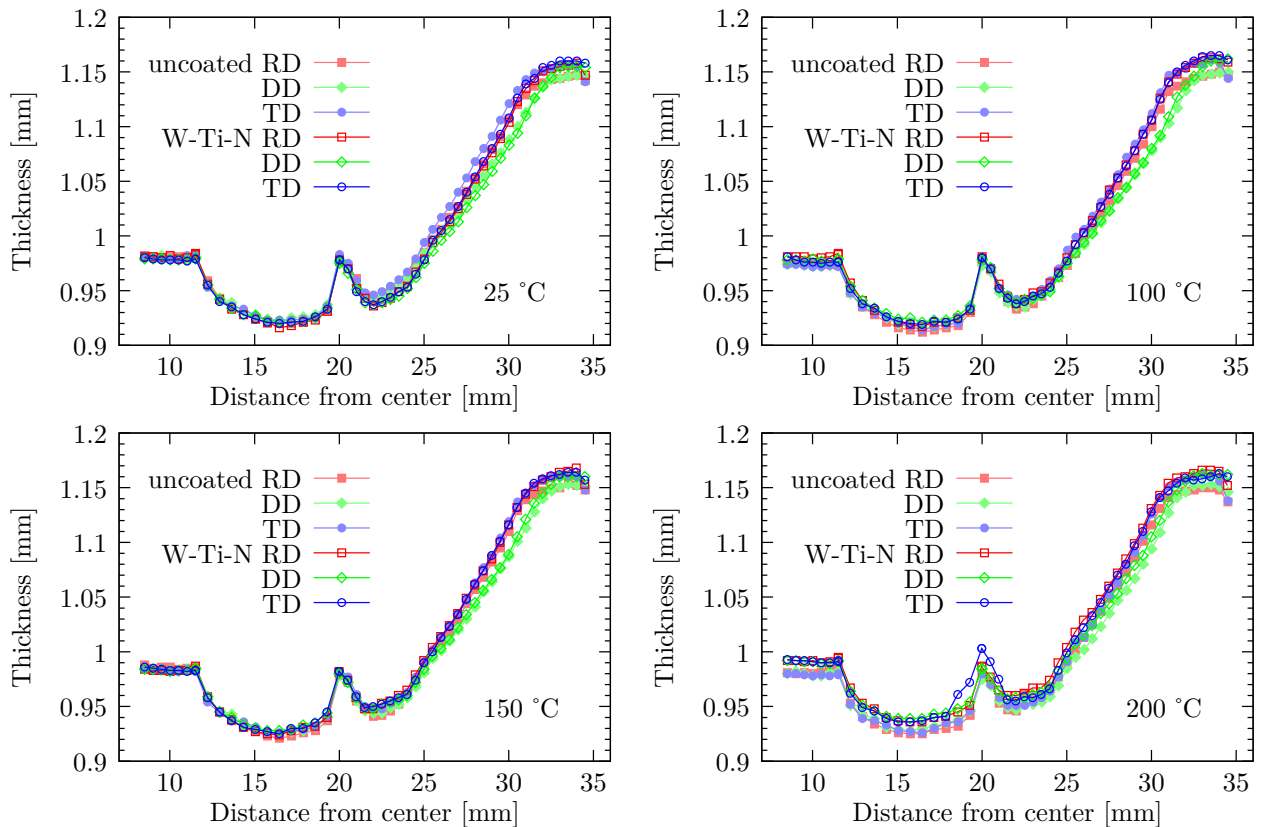 1.2
1.15
1.1
1.05
1
0.95
0.9
10 15 20 25 30 35
Thickness [mm]
Distance from center [mm]
uncoated RD
DD
TD
W-Ti-N RD
DD
TD
25 ˚C
1.2
1.15
1.1
1.05
1
0.95
0.9
10 15 20 25 30 35
Thickness [mm]
Distance from center [mm]
uncoated RD
DD
TD
W-Ti-N RD
DD
TD
100 ˚C
1.2
1.15
1.1
1.05
1
0.95
0.9
10 15 20 25 30 35
Thickness [mm]
Distance from center [mm]
uncoated RD
DD
TD
W-Ti-N RD
DD
TD
150 ˚C
1.2
1.15
1.1
1.05
1
0.95
0.9
10 15 20 25 30 35
Thickness [mm]
Distance from center [mm]
uncoated RD
DD
TD
W-Ti-N RD
DD
TD
200 ˚C